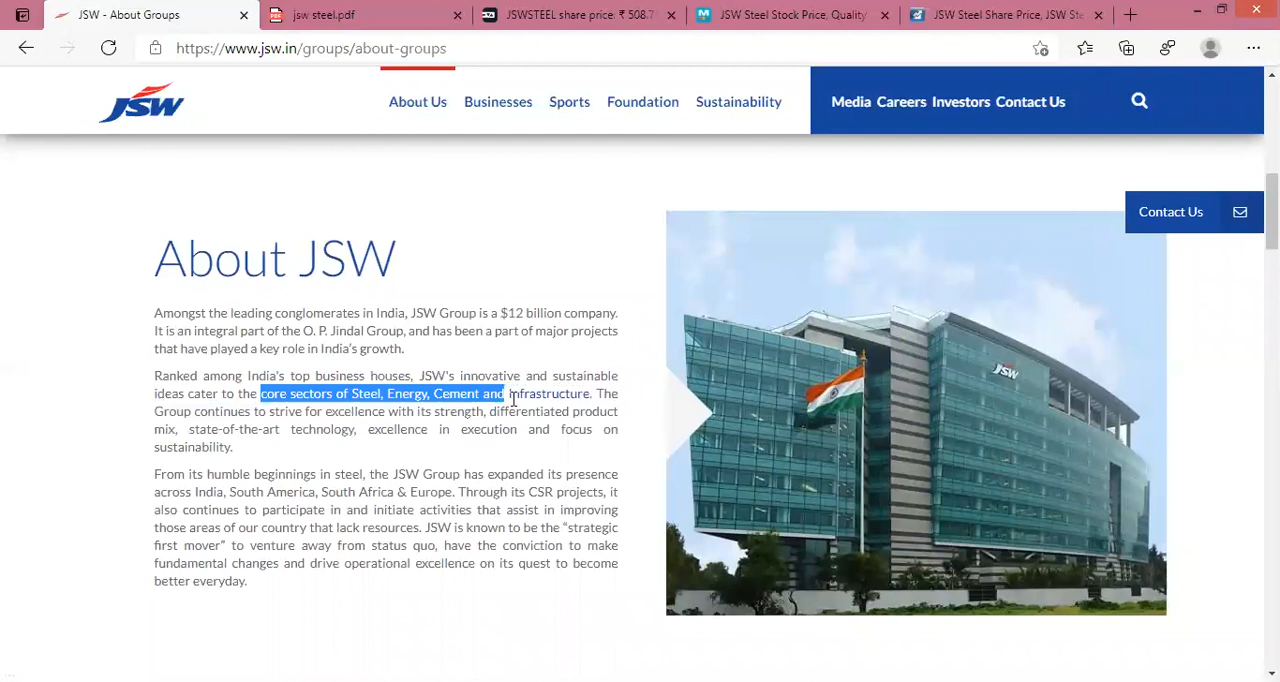 JSW - About Groups
jsw steel.pdf
JSWSTEEL share price, ₹ 508.7
JSW Steel Stock Price, Quality
JSW Steel Share Price, JSW Ste
https://www.jsw.in/groups/about-groups
JSW
About Us Businesses Sports Foundation Sustainability
Media Careers Investors Contact Us
Contact Us
About JSW
Amongst the leading conglomerates in India, JSW Group is a $12 billion company.
It is an integral part of the O. P. Jindal Group, and has been a part of major projects
that have played a key role in India's growth.
Ranked among India's top business houses, JSW's innovative and sustainable
ideas cater to the core sectors of Steel, Energy, Cement and Infrastructure. The
Group continues to strive for excellence with its strength, differentiated product
mix, state-of-the-art technology, excellence in execution and focus on
sustainability.
From its humble beginnings in steel, the JSW Group has expanded its presence
across India, South America, South Africa & Europe. Through its CSR projects, it
also continues to participate in and initiate activities that assist in improving
those areas of our country that lack resources. JSW is known to be the “strategic
first mover” to venture away from status quo, have the conviction to make
fundamental changes and drive operational excellence on its quest to become
better everyday.
JSW